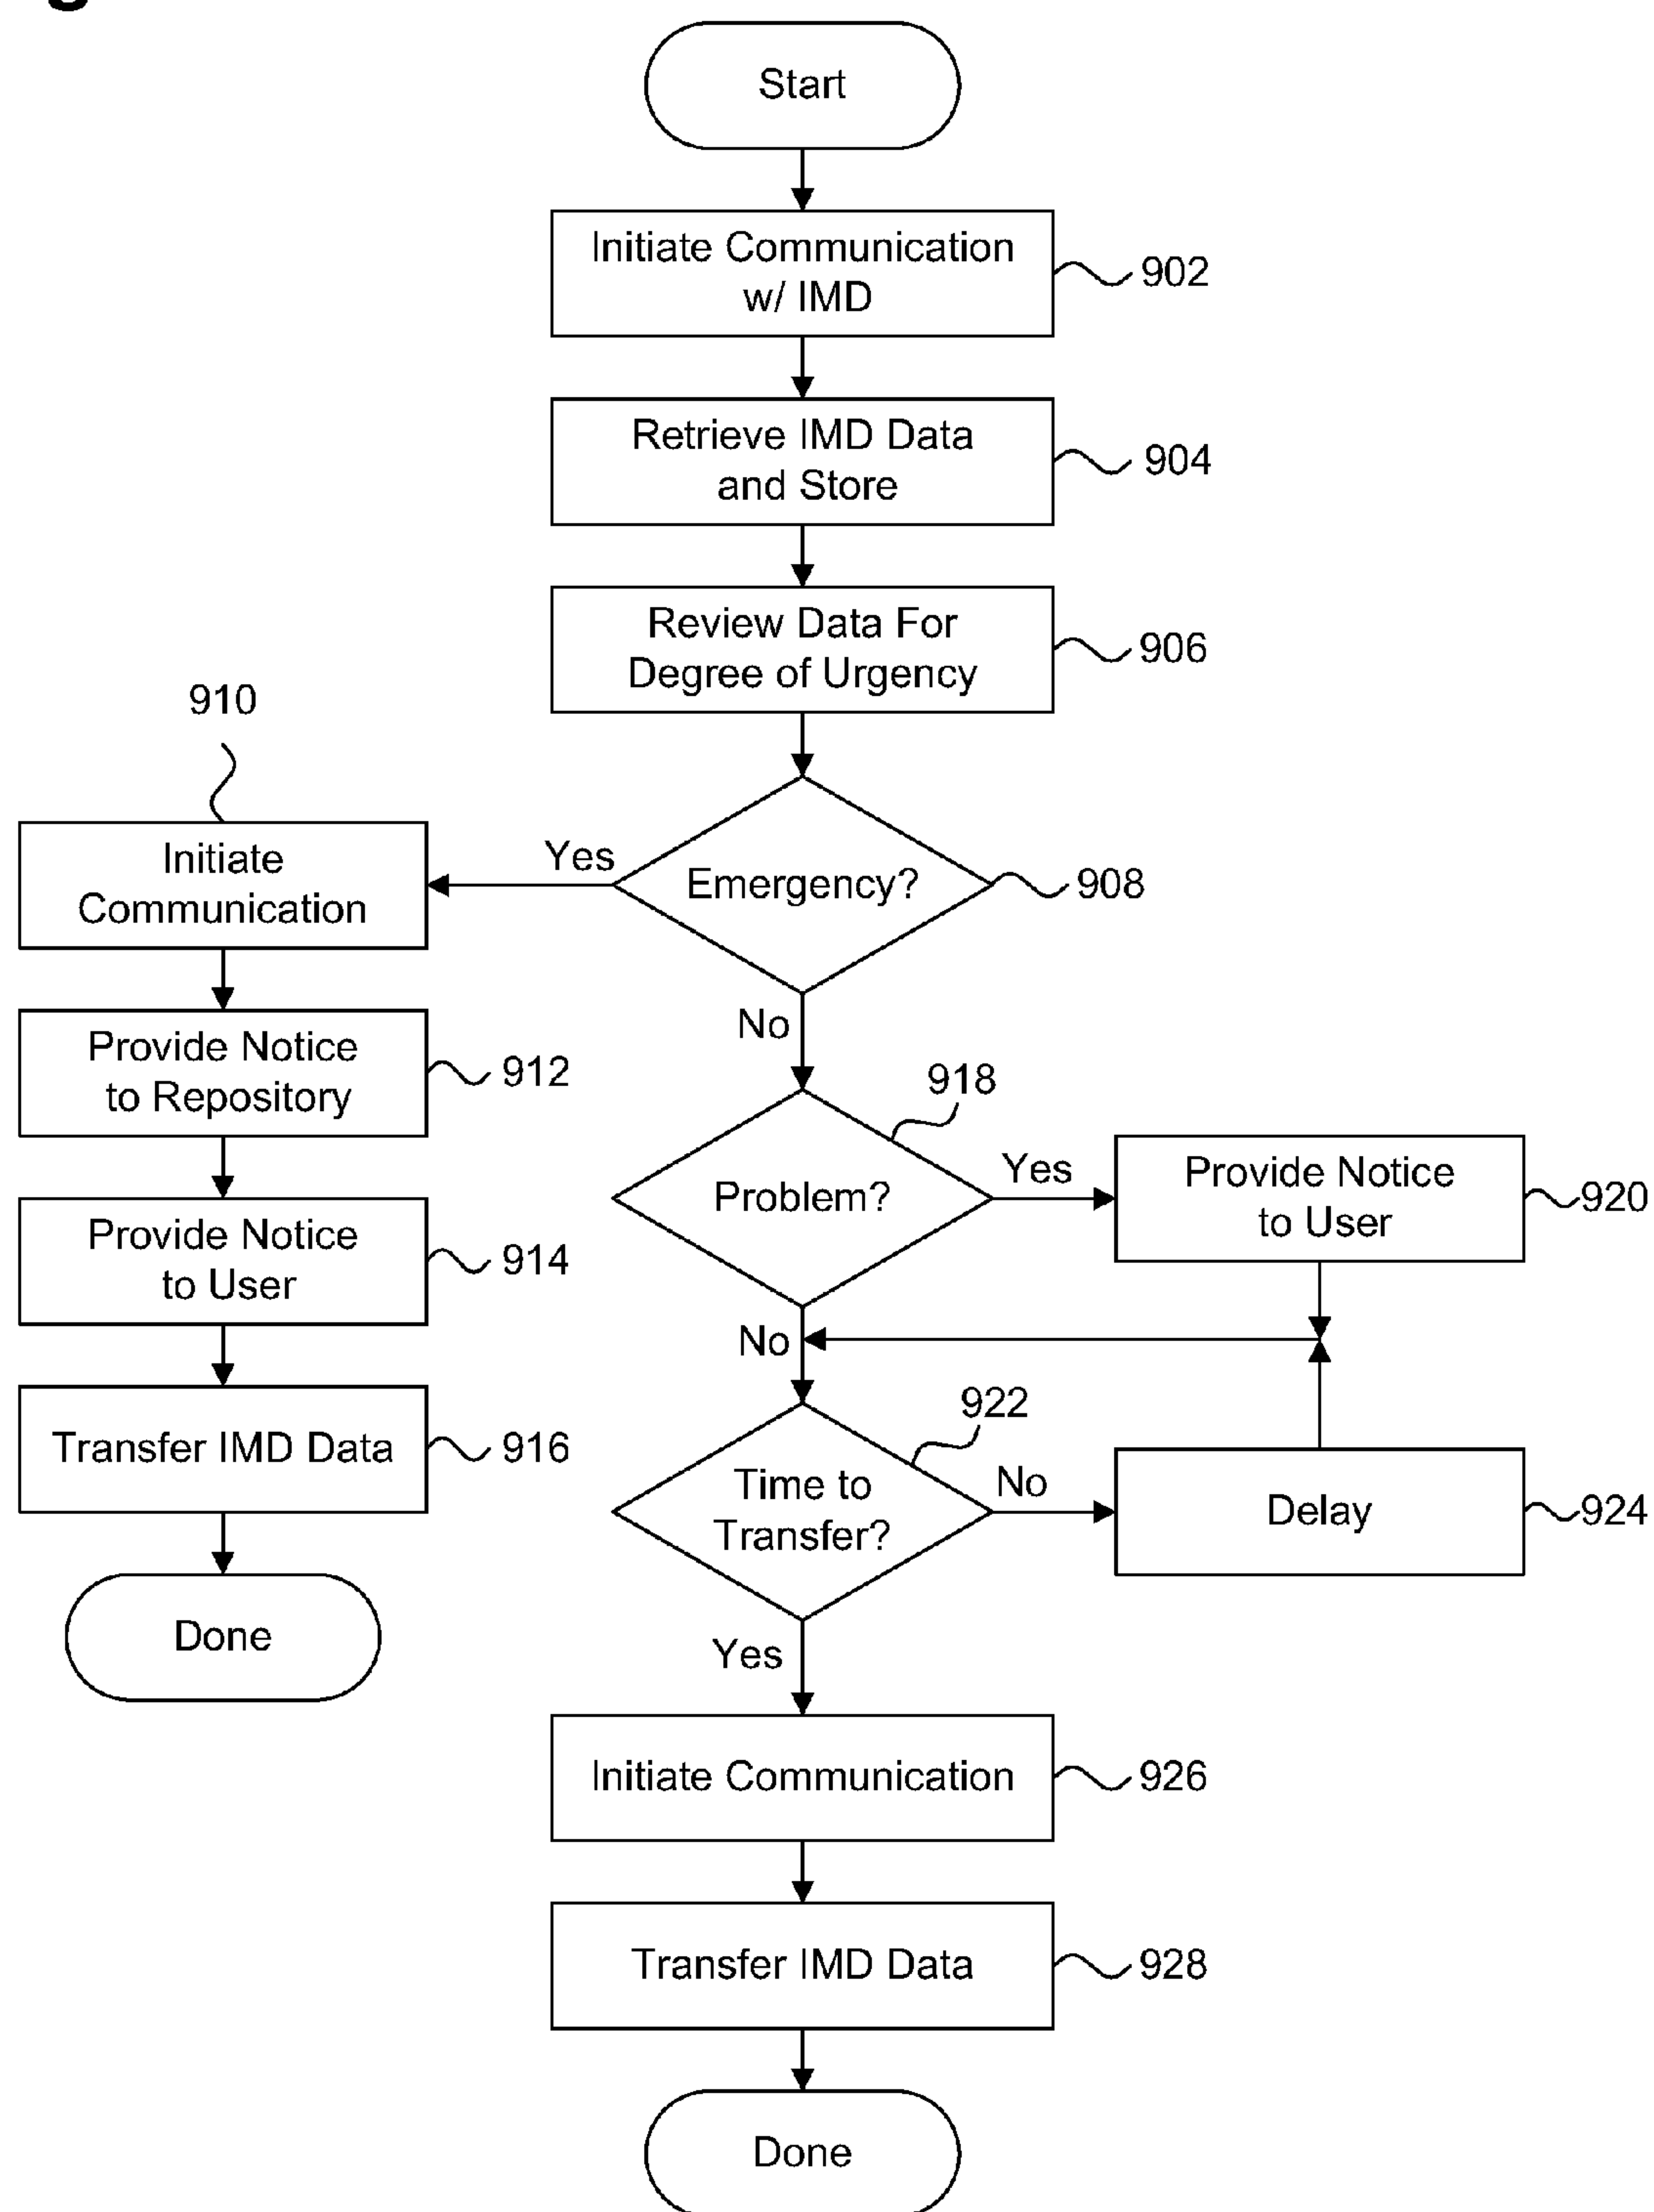 Start
Initiate Communication
w/ IMD
902
Retrieve IMD Data
and Store
904
Review Data For
Degree of Urgency
906
910
Initiate
Communication
Yes
Emergency?
908
No
Provide Notice
to Repository
912
918
Problem?
Yes
Provide Notice
to User
920
Provide Notice
to User
914
No
922
Transfer IMD Data
916
Time to
Transfer?
No
Delay
924
Done
Yes
Initiate Communication
926
Transfer IMD Data
928
Done